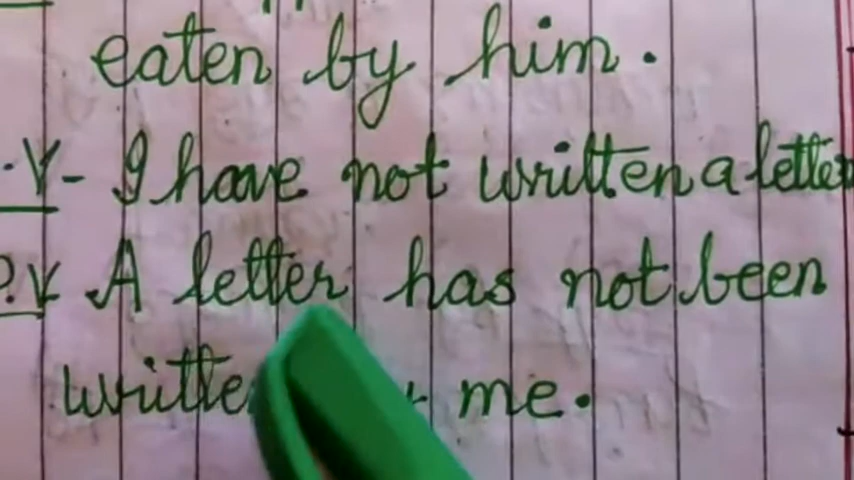 eaten by him.
.V- I have not written a letter
P.V A letter has not been
me.